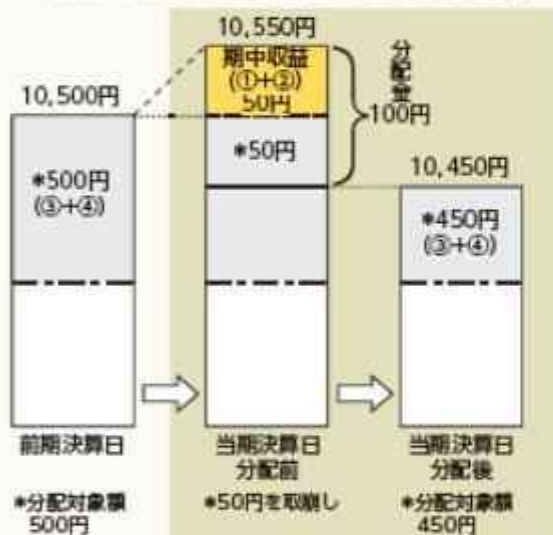 10,550円
期中収益
(①+②)
50円
分配金
100円
10,500円
*50円
*500円
(③+④)
10,450円
*450円
(③+④)
前期決算日
当期決算日
分配前
当期決算日
分配後
*分配対象額
500円
*50円を取崩し
*分配対象額
450円